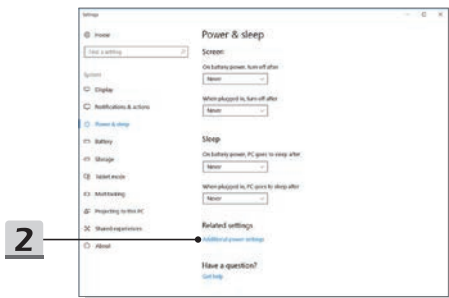 Settings
Home
Find a setting
System
Display
Notifications & actions
Power & sleep
Battery
Storage
Tablet mode
Multitasking
Projecting to this PC
Shared experiences
About
Power & sleep
Screen
On battery power, turn off after
Never
When plugged in, turn off after
Never
Sleep
On battery power, PC goes to sleep after
Never
When plugged in, PC goes to sleep after
Never
Related settings
Additional power settings
Have a question?
Get help
2